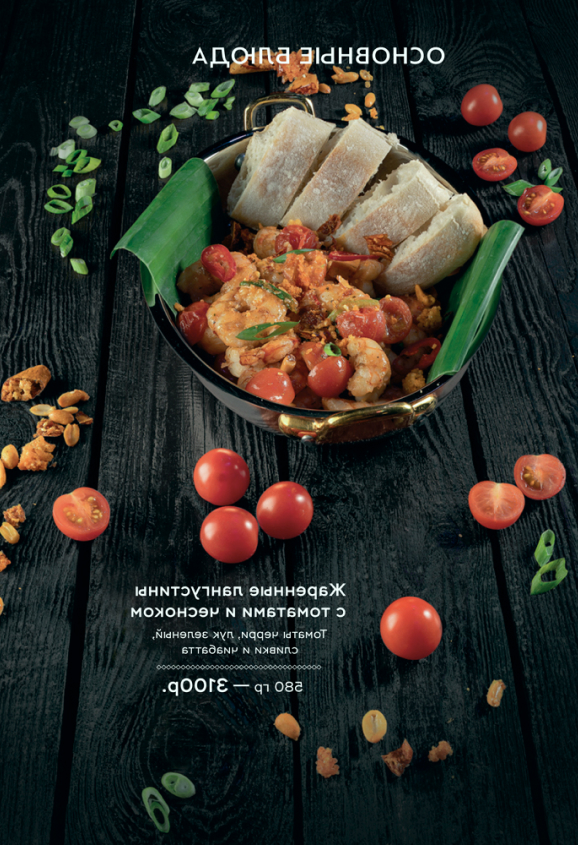 ОСНОВНЫЕ БЛЮДА
Жаренные лангустины
с томатами и чесноком
Томаты черри, лук зеленый,
сливки и чиабатта
580 гр — 3100р.